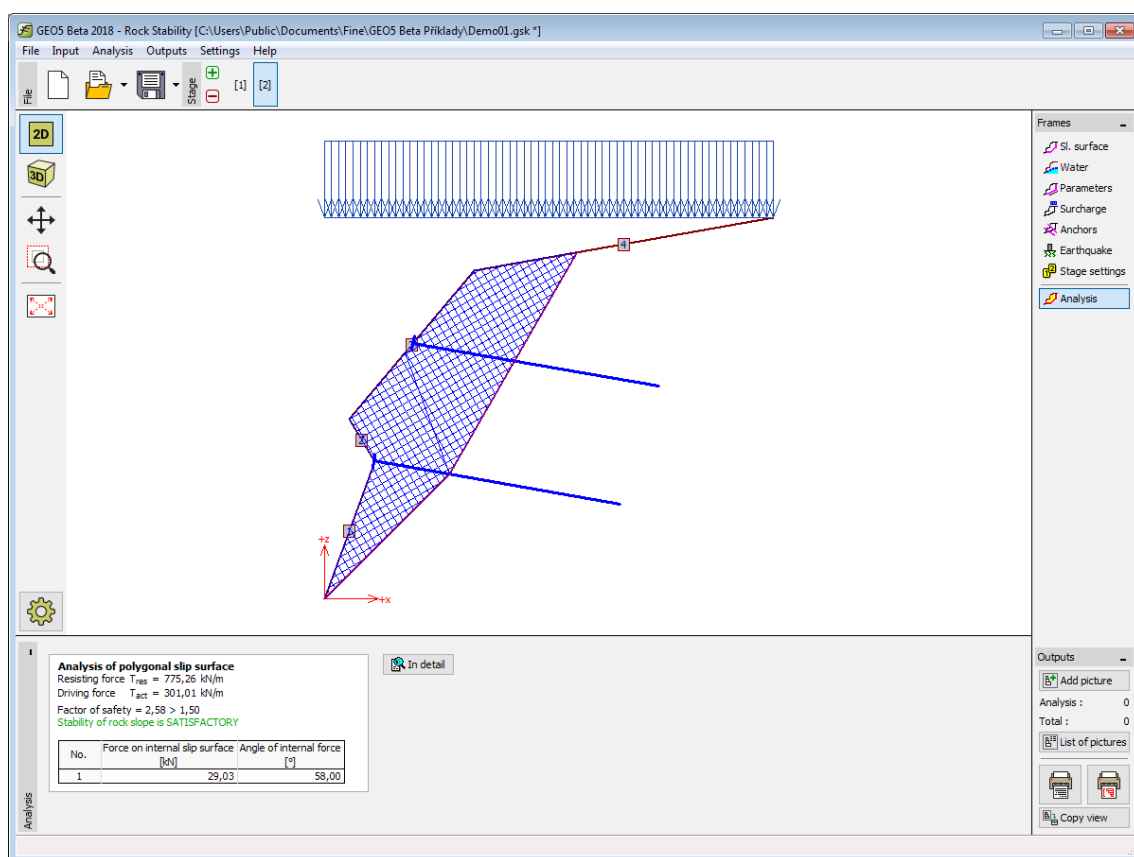 GEO5 Beta 2018 - Rock Stability [C:\Users\Public\Documents\Fine\GEO5 Beta Příklady\Demo01.gsk *]
File Input Analysis Outputs Settings Help
File
Stage
[1] [2]
2D
3D
4
3
2
1
+z
+x
Frames
Sl. surface
Water
Parameters
Surcharge
Anchors
Earthquake
Stage settings
Analysis
Analysis
Analysis of polygonal slip surface
Resisting force Tres = 775,26 kN/m
Driving force Tact = 301,01 kN/m
Factor of safety = 2,58 > 1,50
Stability of rock slope is SATISFACTORY
No. Force on internal slip surface Angle of internal force
[kN] [°]
1 29,03 58,00
In detail
Outputs
Add picture
Analysis : 0
Total : 0
List of pictures
Copy view